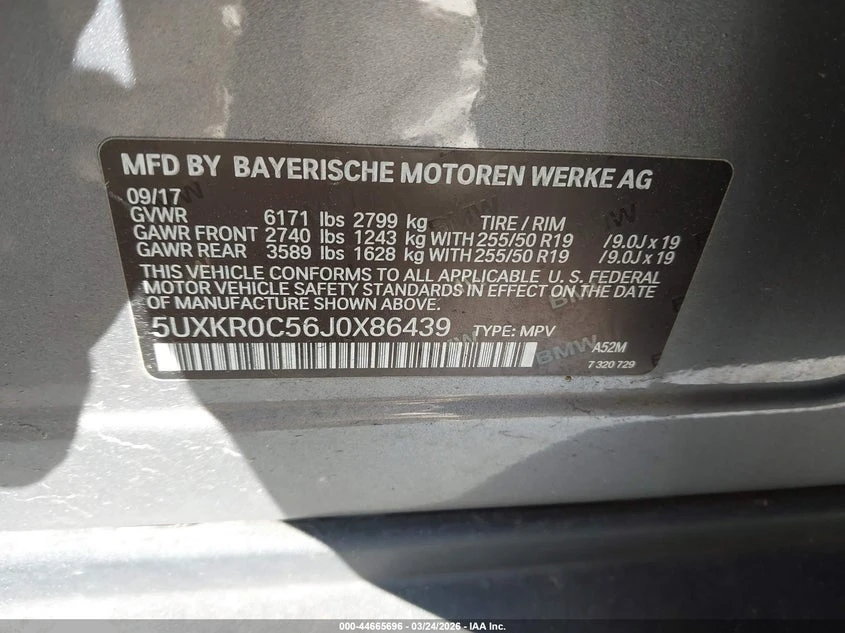 MFD BY BAYERISCHE MOTOREN WERKE AG
09/17
GVWR 6171 lbs 2799 kg TIRE / RIM
GAWR FRONT 2740 lbs 1243 kg WITH 255/50 R19 /9.0J x 19
GAWR REAR 3589 lbs 1628 kg WITH 255/50 R19 /9.0J x 19
THIS VEHICLE CONFORMS TO ALL APPLICABLE U.S. FEDERAL
MOTOR VEHICLE SAFETY STANDARDS IN EFFECT ON THE DATE
OF MANUFACTURE SHOWN ABOVE.
5UXKR0C56J0X86439 TYPE: MPV
BMW A52M
7 320 729
000-44665696 - 03/24/2026 - IAA Inc.